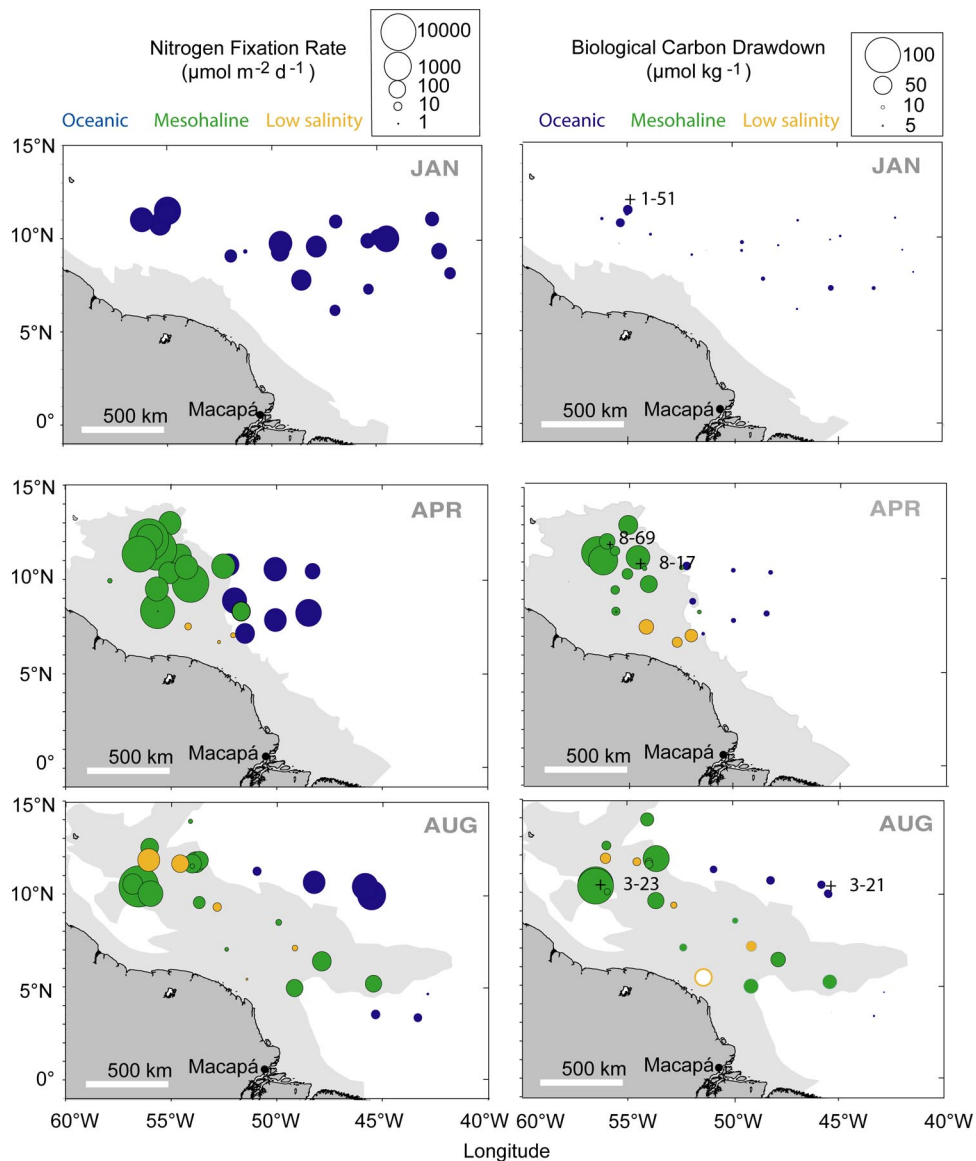 Nitrogen Fixation Rate
(µmol m-2 d-1)
10000
1000
100
10
1
Oceanic Mesohaline Low salinity
Biological Carbon Drawdown
(µmol kg-1)
100
50
10
5
Oceanic Mesohaline Low salinity
15°N
10°N
5°N
0°
JAN
500 km
Macapá
JAN
1-51
500 km
Macapá
15°N
10°N
5°N
0°
APR
500 km
Macapá
APR
8-69
8-17
500 km
Macapá
15°N
10°N
5°N
0°
AUG
500 km
Macapá
AUG
3-23
3-21
500 km
Macapá
60°W 55°W 50°W 45°W 40°W
60°W 55°W 50°W 45°W 40°W
Longitude